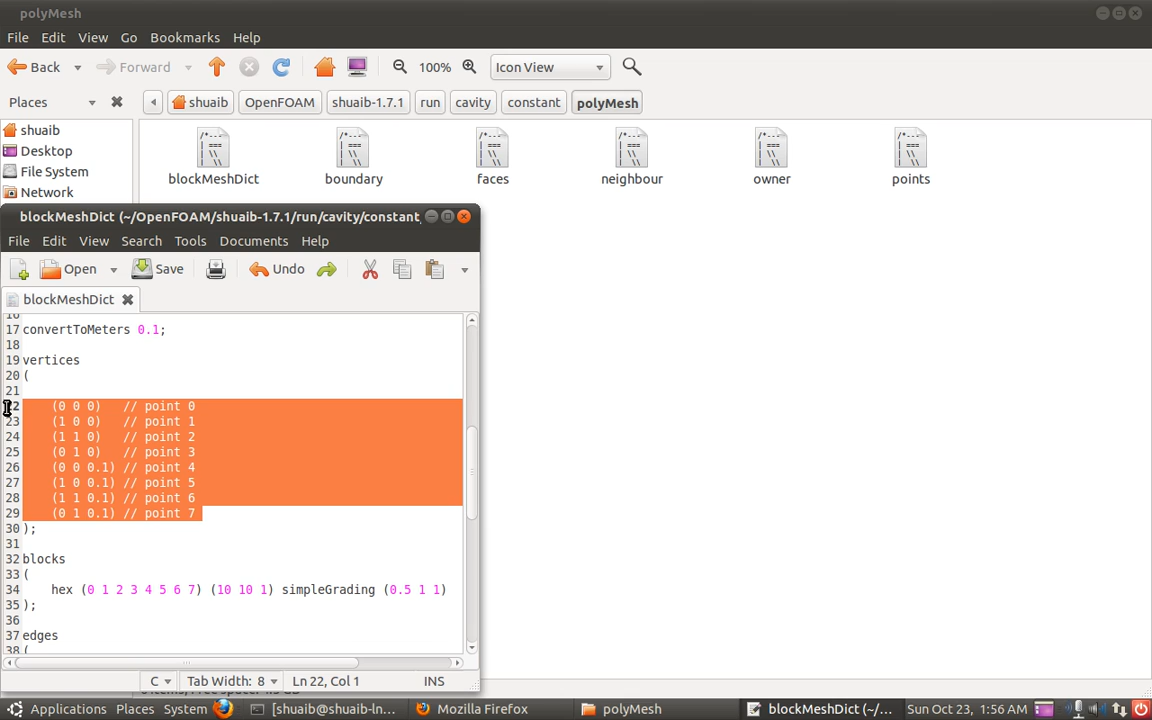 polyMesh
File Edit View Go Bookmarks Help
Back Forward 100% Icon View
Places shuaib OpenFOAM shuaib-1.7.1 run cavity constant polyMesh
shuaib
Desktop
File System
Network
blockMeshDict boundary faces neighbour owner points
blockMeshDict (~/OpenFOAM/shuaib-1.7.1/run/cavity/constant
File Edit View Search Tools Documents Help
Open Save Undo
blockMeshDict
16
17 convertToMeters 0.1;
18
19 vertices
20 (
21
22 (0 0 0) // point 0
23 (1 0 0) // point 1
24 (1 1 0) // point 2
25 (0 1 0) // point 3
26 (0 0 0.1) // point 4
27 (1 0 0.1) // point 5
28 (1 1 0.1) // point 6
29 (0 1 0.1) // point 7
30 );
31
32 blocks
33 (
34 hex (0 1 2 3 4 5 6 7) (10 10 1) simpleGrading (0.5 1 1)
35 );
36
37 edges
38 (
C Tab Width: 8 Ln 22, Col 1 INS
Applications Places System [shuaib@shuaib-ln... Mozilla Firefox polyMesh blockMeshDict (~/... Sun Oct 23, 1:56 AM